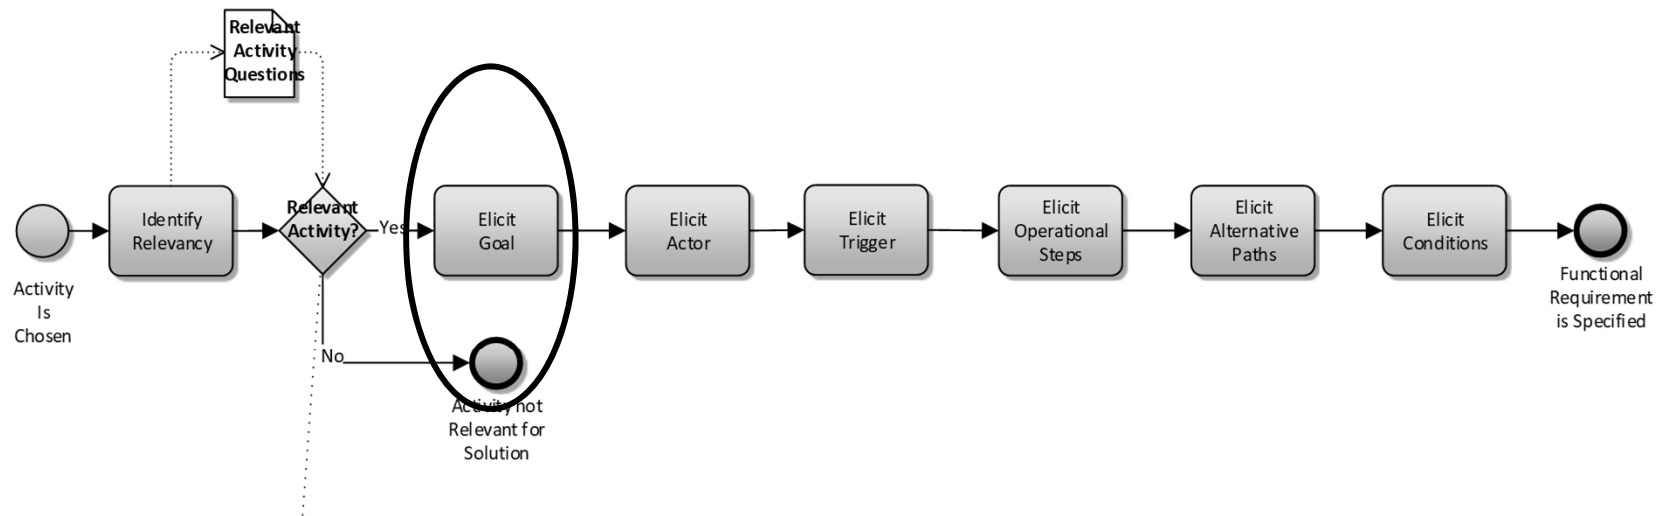 Relevant
Activity
Questions
Activity
Is
Chosen
Identify
Relevancy
Relevant
Activity?
Yes
No
Elicit
Goal
Activity not
Relevant for
Solution
Elicit
Actor
Elicit
Trigger
Elicit
Operational
Steps
Elicit
Alternative
Paths
Elicit
Conditions
Functional
Requirement
is Specified